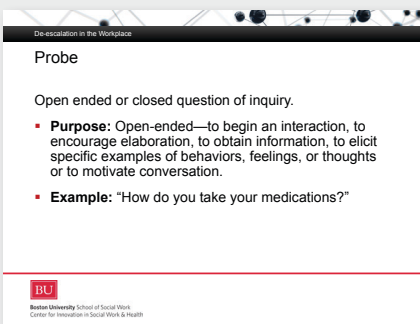 De-escalation in the Workplace
Probe
Open ended or closed question of inquiry.
▪ Purpose: Open-ended—to begin an interaction, to
encourage elaboration, to obtain information, to elicit
specific examples of behaviors, feelings, or thoughts
or to motivate conversation.
▪ Example: “How do you take your medications?”
BU
Boston University School of Social Work
Center for Innovation in Social Work & Health